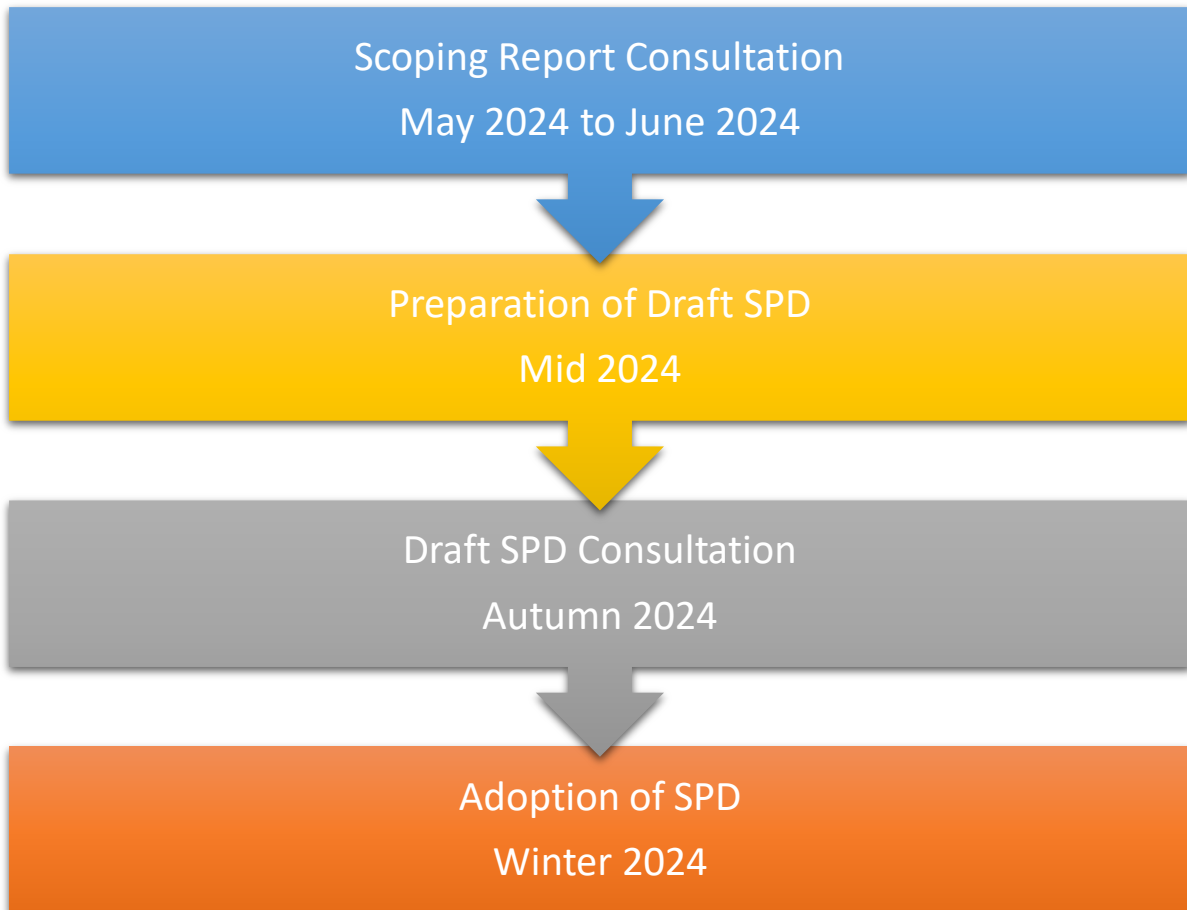 Scoping Report Consultation
May 2024 to June 2024
Preparation of Draft SPD
Mid 2024
Draft SPD Consultation
Autumn 2024
Adoption of SPD
Winter 2024